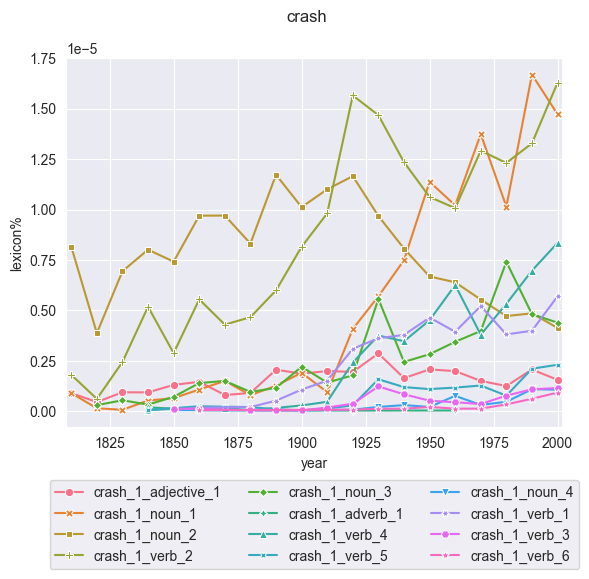 crash
1e−5
1.75
1.50
1.25
1.00
0.75
0.50
0.25
0.00
lexicon%
1825 1850 1875 1900 1925 1950 1975 2000
year
crash_1_adjective_1 crash_1_noun_3 crash_1_noun_4
crash_1_noun_1 crash_1_adverb_1 crash_1_verb_1
crash_1_noun_2 crash_1_verb_4 crash_1_verb_3
crash_1_verb_2 crash_1_verb_5 crash_1_verb_6